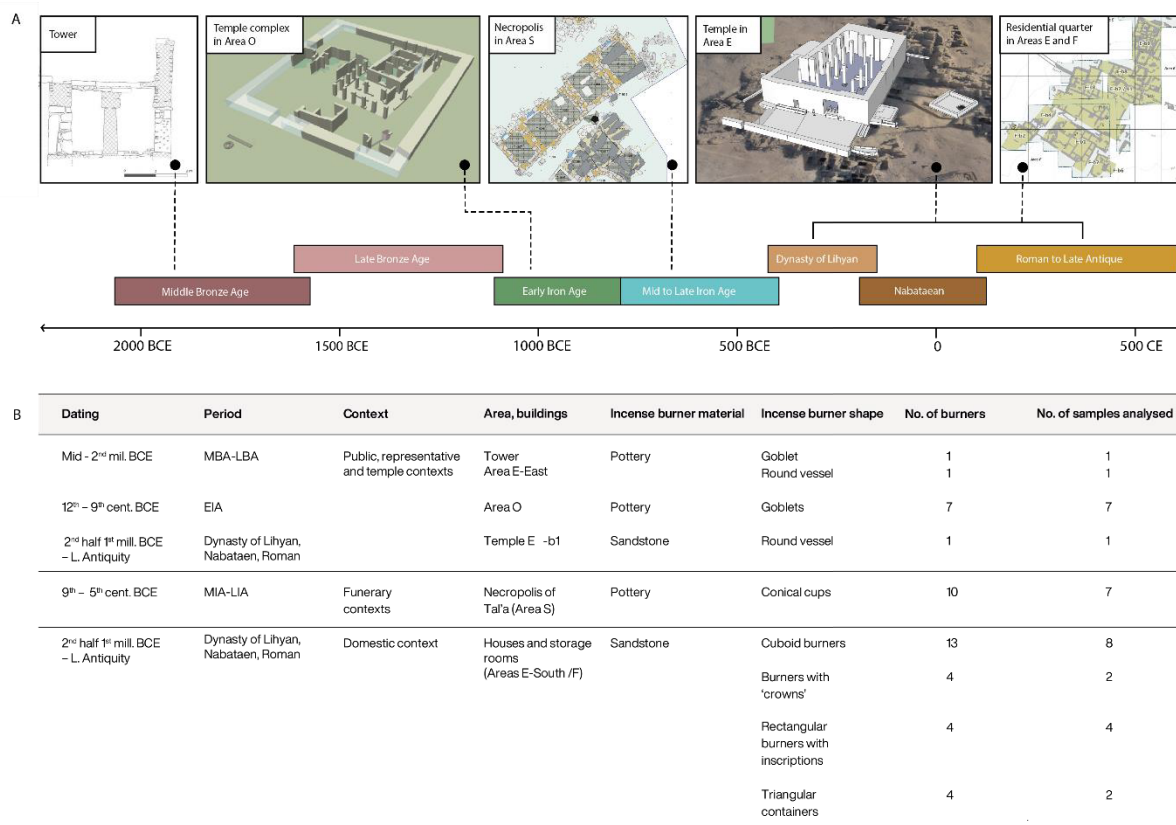 A
Tower
Temple complex
in Area O
Necropolis
in Area S
Temple in
Area E
Residential quarter
in Areas E and F
Late Bronze Age
Dynasty of Lihyan
Roman to Late Antique
Middle Bronze Age
Early Iron Age
Mid to Late Iron Age
Nabataean
2000 BCE
1500 BCE
1000 BCE
500 BCE
0
500 CE
B
Dating Period Context Area, buildings Incense burner material Incense burner shape No. of burners No. of samples analysed
Mid - 2nd mil. BCE MBA-LBA Public, representative Tower Pottery Goblet 1 1
and temple contexts Area E-East Round vessel 1 1
12th – 9th cent. BCE EIA Area O Pottery Goblets 7 7
2nd half 1st mill. BCE Dynasty of Lihyan, Temple E -b1 Sandstone Round vessel 1 1
– L. Antiquity Nabataen, Roman
9th – 5th cent. BCE MIA-LIA Funerary Necropolis of Pottery Conical cups 10 7
contexts Tal'a (Area S)
2nd half 1st mill. BCE Dynasty of Lihyan, Domestic context Houses and storage Sandstone Cuboid burners 13 8
– L. Antiquity Nabataen, Roman rooms
(Areas E-South /F)
Burners with 4 2
'crowns'
Rectangular 4 4
burners with
inscriptions
Triangular 4 2
containers